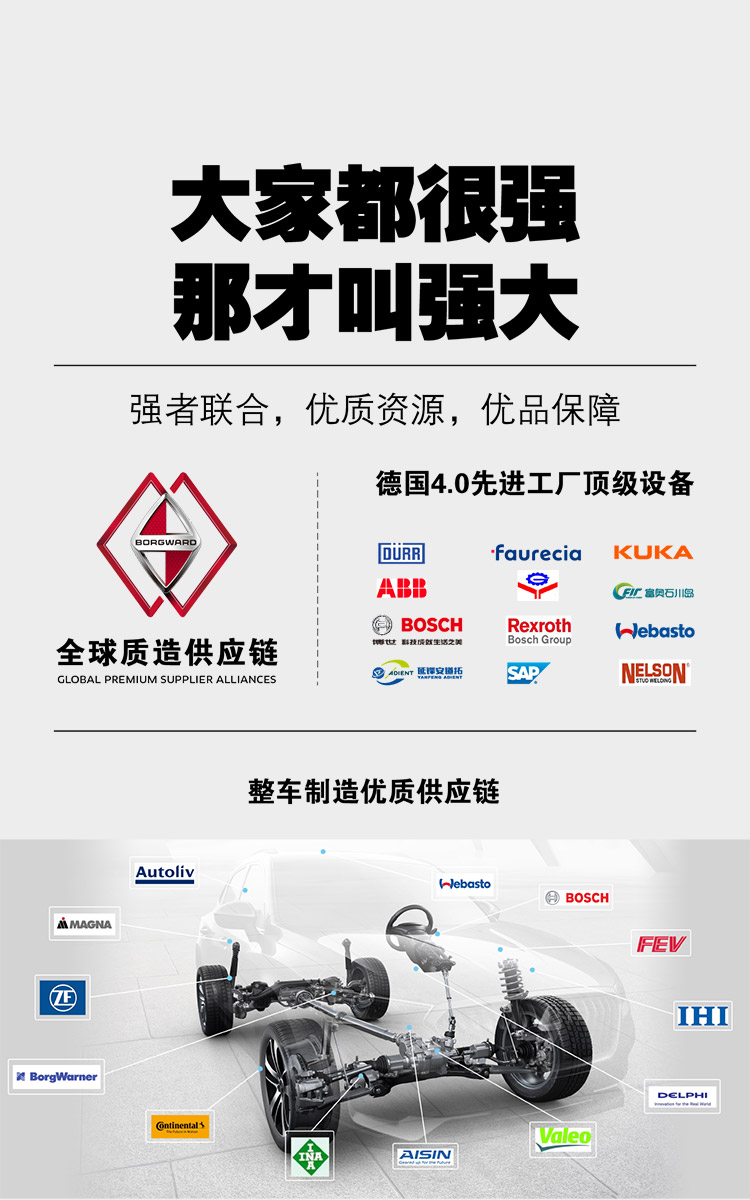 大家都很强
那才叫强大
强者联合，优质资源，优品保障
BORGWARD
全球质造供应链
GLOBAL PREMIUM SUPPLIER ALLIANCES
德国4.0先进工厂顶级设备
DÜRR
faurecia
KUKA
ABB
FIC 富奥石川岛
BOSCH
博世 科技成就生活之美
Rexroth
Bosch Group
Webasto
ADIENT 延锋安道拓
YANFENG ADIENT
SAP
NELSON
STUD WELDING
整车制造优质供应链
Autoliv
Webasto
BOSCH
MAGNA
FEV
ZF
IHI
BorgWarner
DELPHI
Innovation for the Real World
Continental
The Future in Motion
INA
Valeo
AISIN
Geared up for the Future